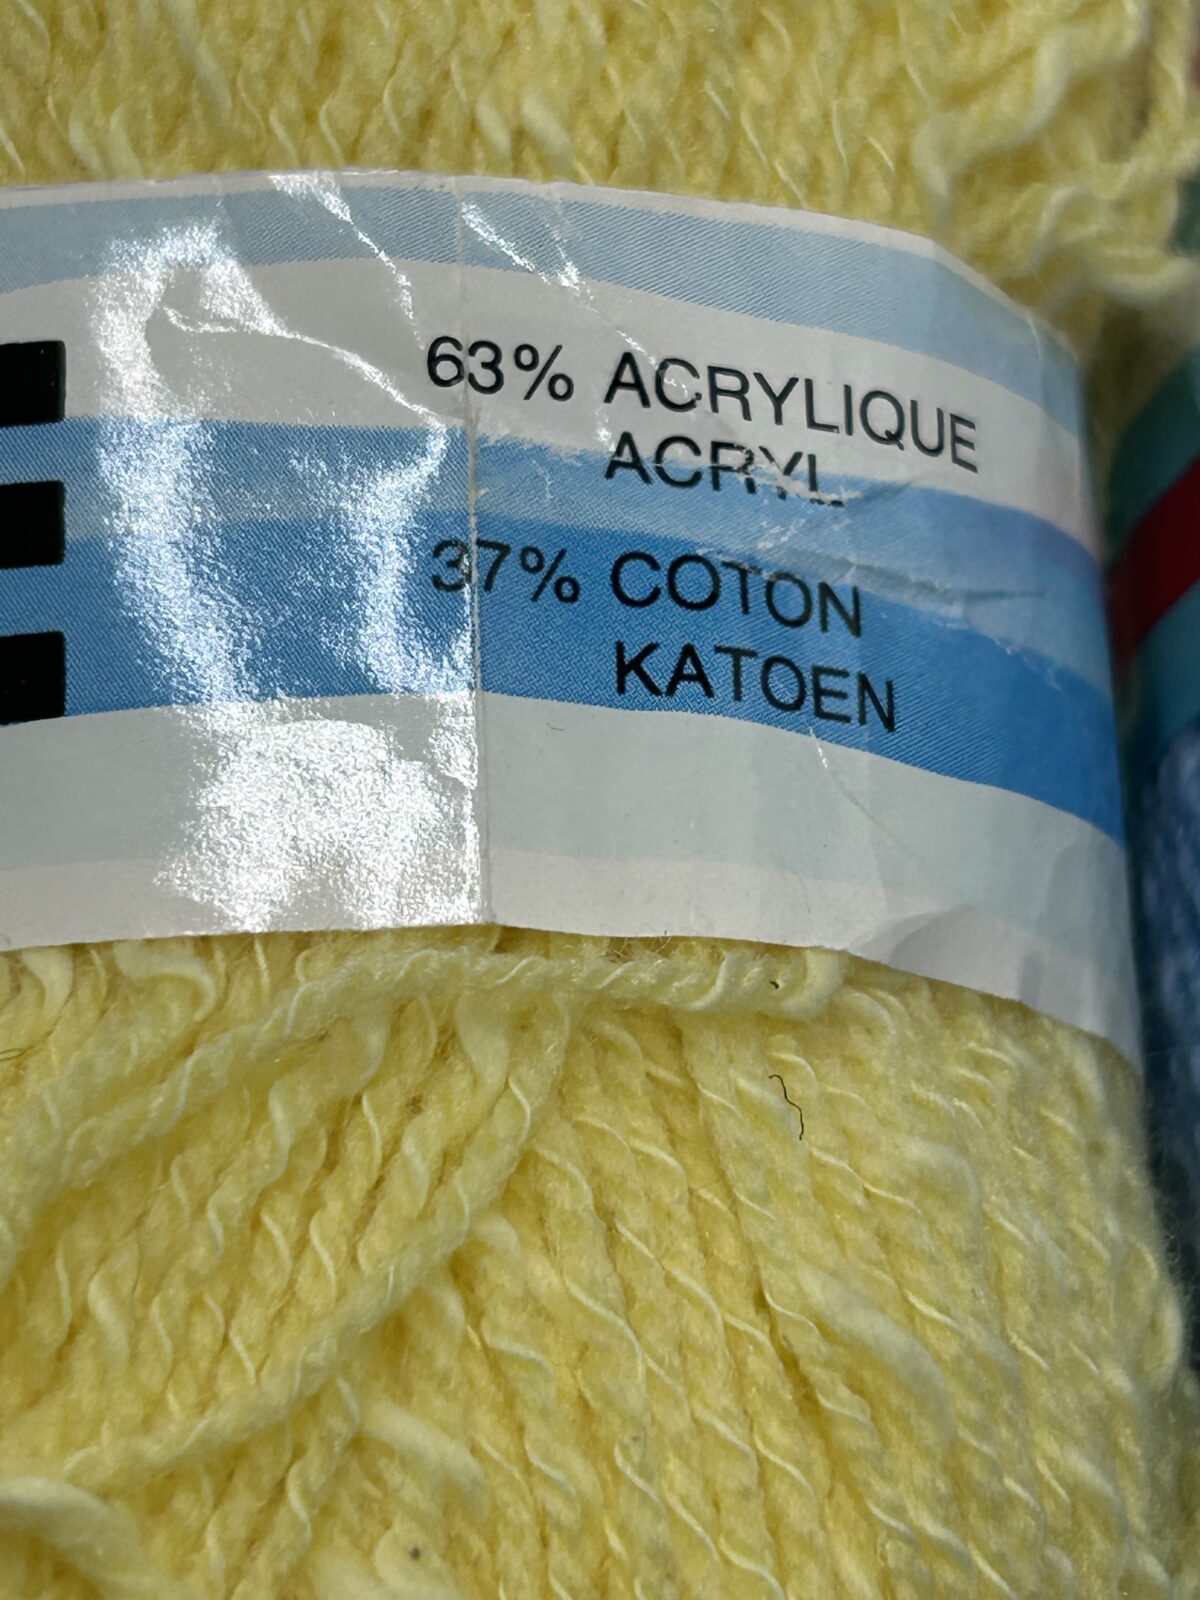 63% ACRYLIQUE
ACRYL
37% COTON
KATOEN